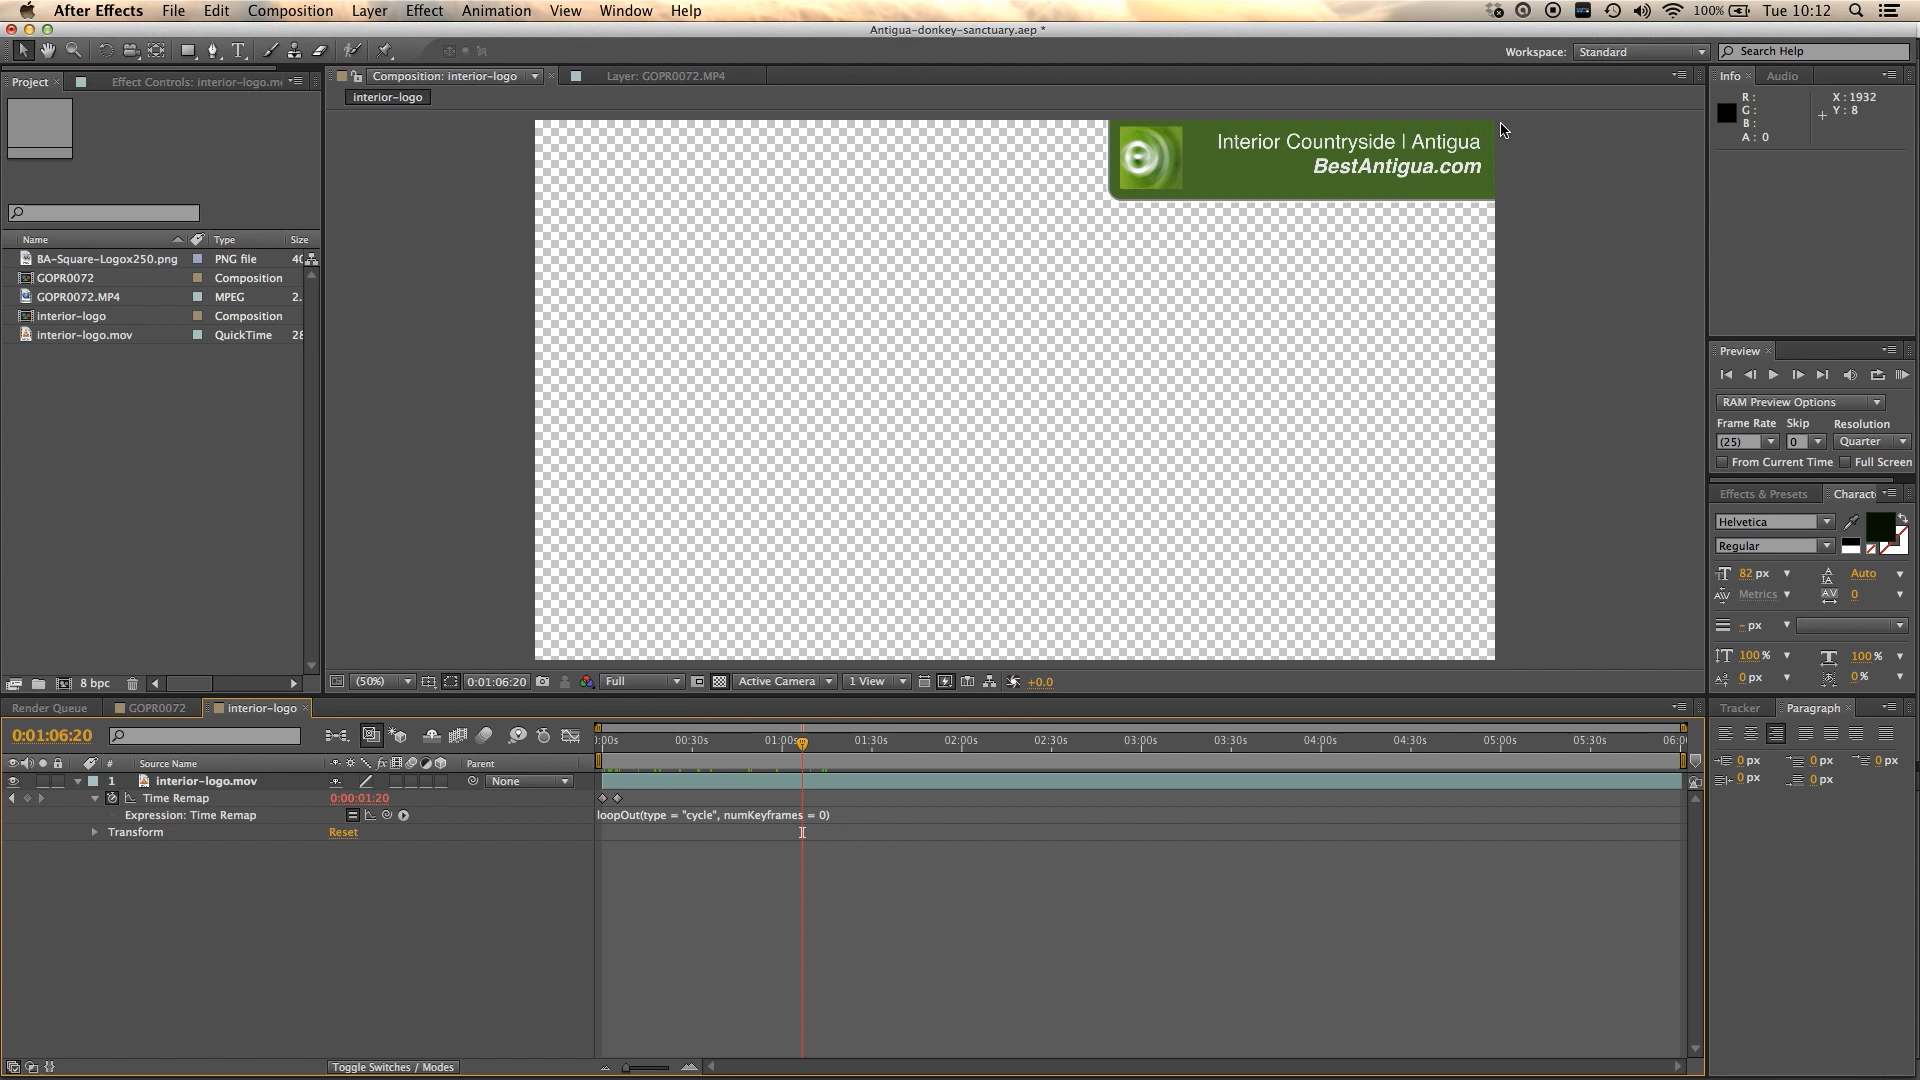 After Effects File Edit Composition Layer Effect Animation View Window Help 100% Tue 10:12
Antigua-donkey-sanctuary.aep *
Workspace: Standard Search Help
Project Effect Controls: interior-logo.m
Composition: interior-logo Layer: GOPR0072.MP4
interior-logo
Info Audio
R: X: 1932
G: Y: 8
B:
A: 0
Interior Countryside | Antigua
BestAntigua.com
Name Type Size
BA-Square-Logox250.png PNG file 40
GOPR0072 Composition
GOPR0072.MP4 MPEG 2.
interior-logo Composition
interior-logo.mov QuickTime 28
Preview
RAM Preview Options
Frame Rate Skip Resolution
(25) 0 Quarter
From Current Time Full Screen
Effects & Presets Charact
Helvetica
Regular
82 px Auto
Metrics 0
- px
100% 100%
0 px 0%
8 bpc
(50%) 0:01:06:20 Full Active Camera 1 View +0.0
Render Queue GOPR0072 interior-logo
Tracker Paragraph
0:01:06:20
):00s 00:30s 01:00s 01:30s 02:00s 02:30s 03:00s 03:30s 04:00s 04:30s 05:00s 05:30s 06:0
# Source Name fx Parent
1 interior-logo.mov None
Time Remap 0:00:01:20
Expression: Time Remap loopOut(type = "cycle", numKeyframes = 0)
Transform Reset
0 px 0 px 0 px
0 px 0 px
Toggle Switches / Modes